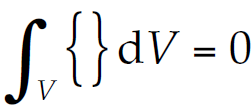 ∫_V {} dV = 0